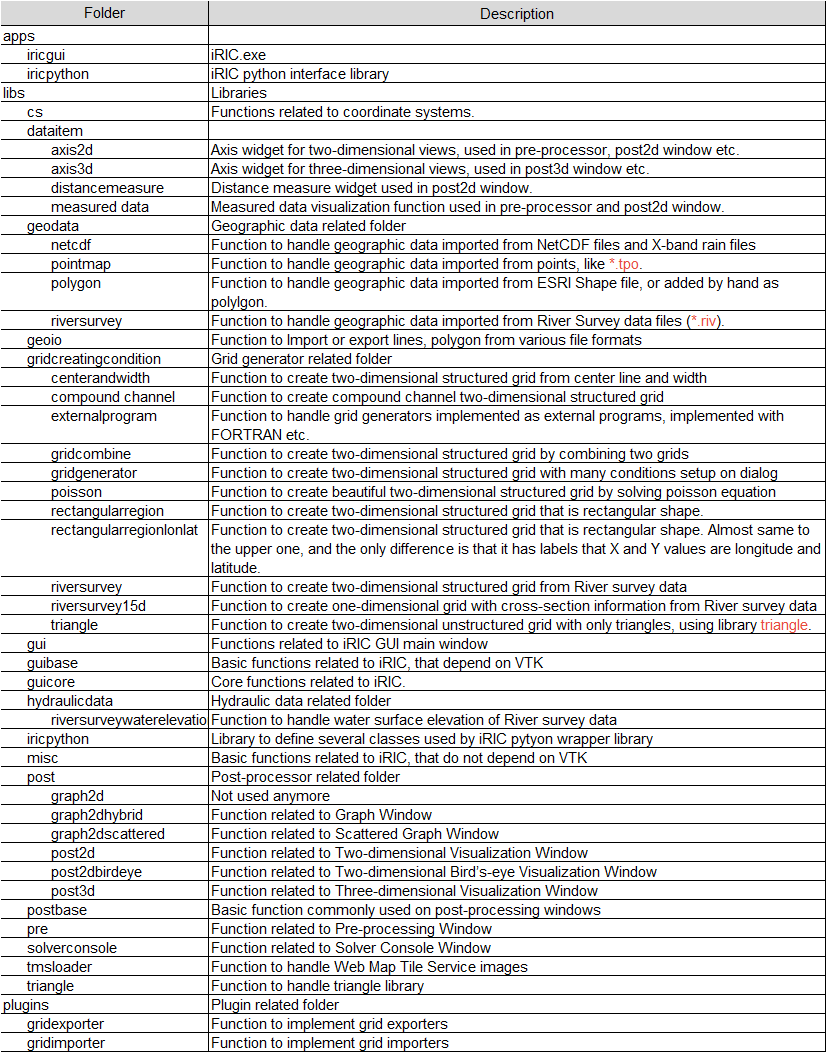 Folder Description
apps
iricgui iRIC.exe
iricpython iRIC python interface library
libs Libraries
cs Functions related to coordinate systems.
dataitem
axis2d Axis widget for two-dimensional views, used in pre-processor, post2d window etc.
axis3d Axis widget for three-dimensional views, used in post3d window etc.
distancemeasure Distance measure widget used in post2d window.
measured data Measured data visualization function used in pre-processor and post2d window.
geodata Geographic data related folder
netcdf Function to handle geographic data imported from NetCDF files and X-band rain files
pointmap Function to handle geographic data imported from points, like *.tpo.
polygon Function to handle geographic data imported from ESRI Shape file, or added by hand as
polylgon.
riversurvey Function to handle geographic data imported from River Survey data files (*.riv).
geoio Function to Import or export lines, polygon from various file formats
gridcreatingcondition Grid generator related folder
centerandwidth Function to create two-dimensional structured grid from center line and width
compound channel Function to create compound channel two-dimensional structured grid
externalprogram Function to handle grid generators implemented as external programs, implemented with
FORTRAN etc.
gridcombine Function to create two-dimensional structured grid by combining two grids
gridgenerator Function to create two-dimensional structured grid with many conditions setup on dialog
poisson Function to create beautiful two-dimensional structured grid by solving poisson equation
rectangularregion Function to create two-dimensional structured grid that is rectangular shape.
rectangularregionlonlat Function to create two-dimensional structured grid that is rectangular shape. Almost same to
the upper one, and the only difference is that it has labels that X and Y values are longitude and
latitude.
riversurvey Function to create two-dimensional structured grid from River survey data
riversurvey15d Function to create one-dimensional grid with cross-section information from River survey data
triangle Function to create two-dimensional unstructured grid with only triangles, using library triangle.
gui Functions related to iRIC GUI main window
guibase Basic functions related to iRIC, that depend on VTK
guicore Core functions related to iRIC.
hydraulicdata Hydraulic data related folder
riversurveywaterelevatio Function to handle water surface elevation of River survey data
iricpython Library to define several classes used by iRIC pytyon wrapper library
misc Basic functions related to iRIC, that do not depend on VTK
post Post-processor related folder
graph2d Not used anymore
graph2dhybrid Function related to Graph Window
graph2dscattered Function related to Scattered Graph Window
post2d Function related to Two-dimensional Visualization Window
post2dbirdeye Function related to Two-dimensional Bird's-eye Visualization Window
post3d Function related to Three-dimensional Visualization Window
postbase Basic function commonly used on post-processing windows
pre Function related to Pre-processing Window
solverconsole Function related to Solver Console Window
tmsloader Function to handle Web Map Tile Service images
triangle Function to handle triangle library
plugins Plugin related folder
gridexporter Function to implement grid exporters
gridimporter Function to implement grid importers